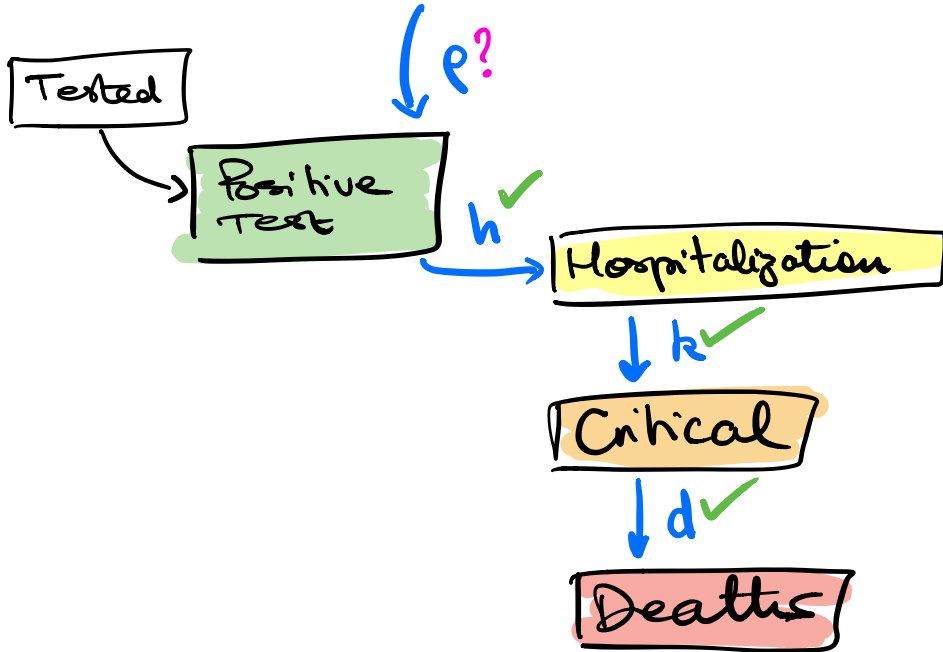 ρ?
Tested
Positive
Test
h ✓
Hospitalization
k ✓
Critical
d ✓
Deaths